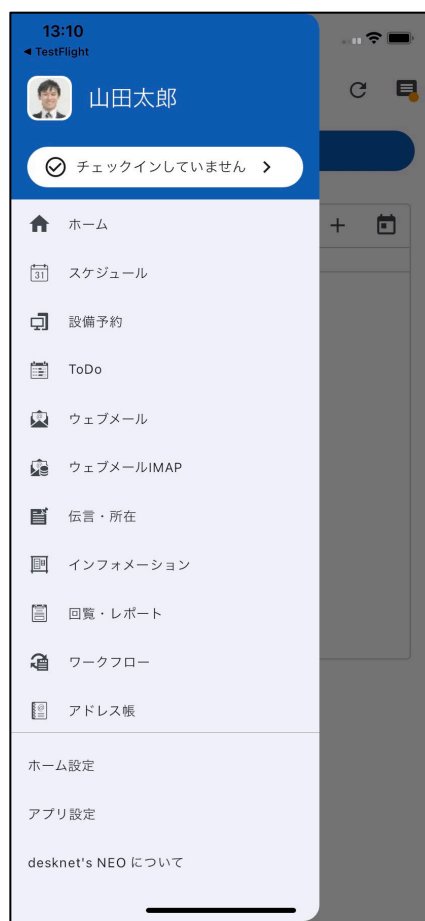 13:10
◀ TestFlight
山田太郎
チェックインしていません
ホーム
31
スケジュール
設備予約
ToDo
ウェブメール
ウェブメールIMAP
伝言・所在
インフォメーション
回覧・レポート
ワークフロー
アドレス帳
ホーム設定
アプリ設定
desknet's NEO について